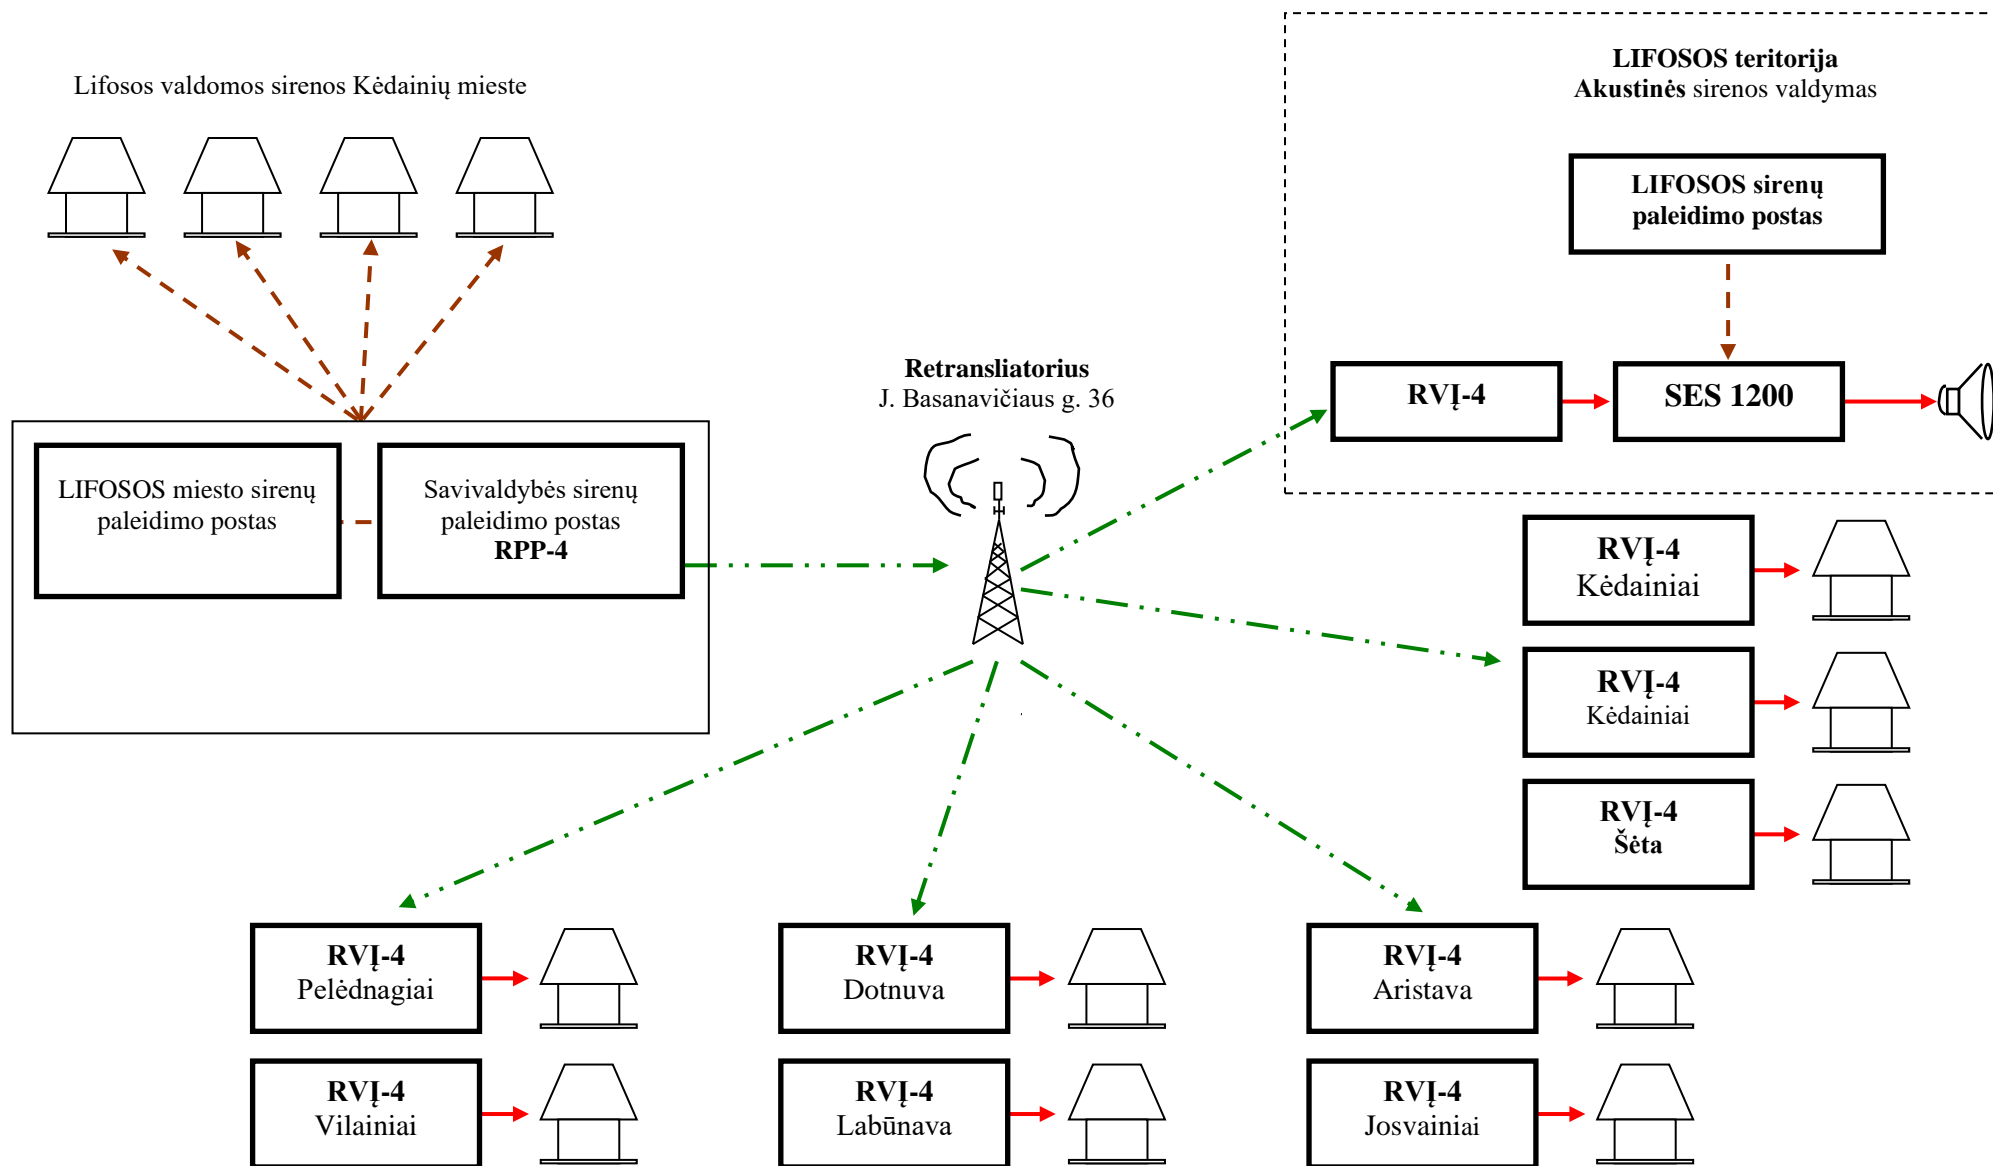 Lifosos valdomos sirenos Kėdainių mieste
LIFOSOS teritorija
Akustinės sirenos valdymas
LIFOSOS sirenų
paleidimo postas
Retransliatorius
J. Basanavičiaus g. 36
RVĮ-4
SES 1200
LIFOSOS miesto sirenų
paleidimo postas
Savivaldybės sirenų
paleidimo postas
RPP-4
RVĮ-4
Kėdainiai
RVĮ-4
Kėdainiai
RVĮ-4
Šėta
RVĮ-4
Pelėdnagiai
RVĮ-4
Dotnuva
RVĮ-4
Aristava
RVĮ-4
Vilainiai
RVĮ-4
Labūnava
RVĮ-4
Josvainiai